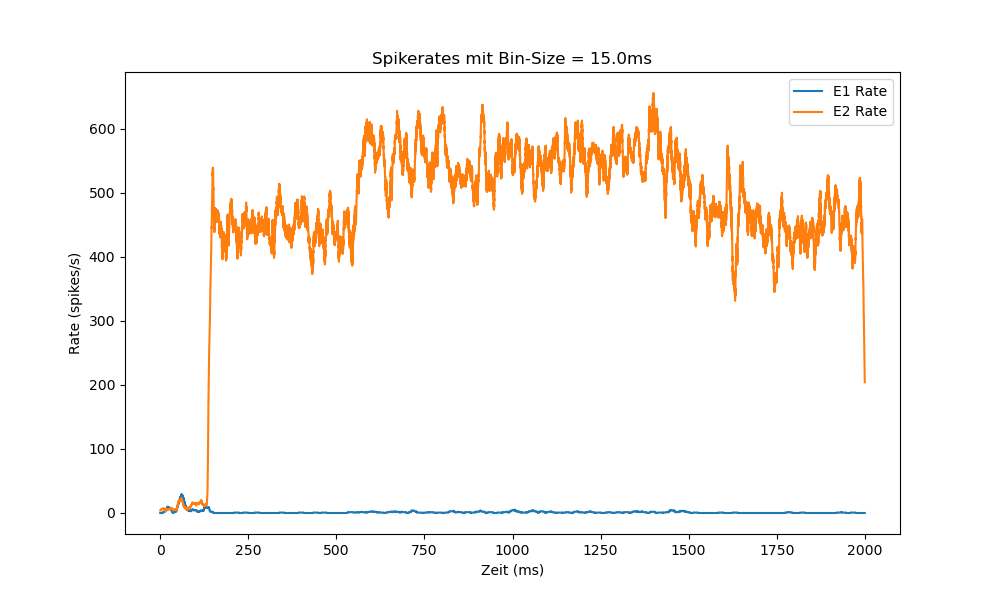 Spikerates mit Bin-Size = 15.0ms
E1 Rate
E2 Rate
Rate (spikes/s)
600
500
400
300
200
100
0
0 250 500 750 1000 1250 1500 1750 2000
Zeit (ms)